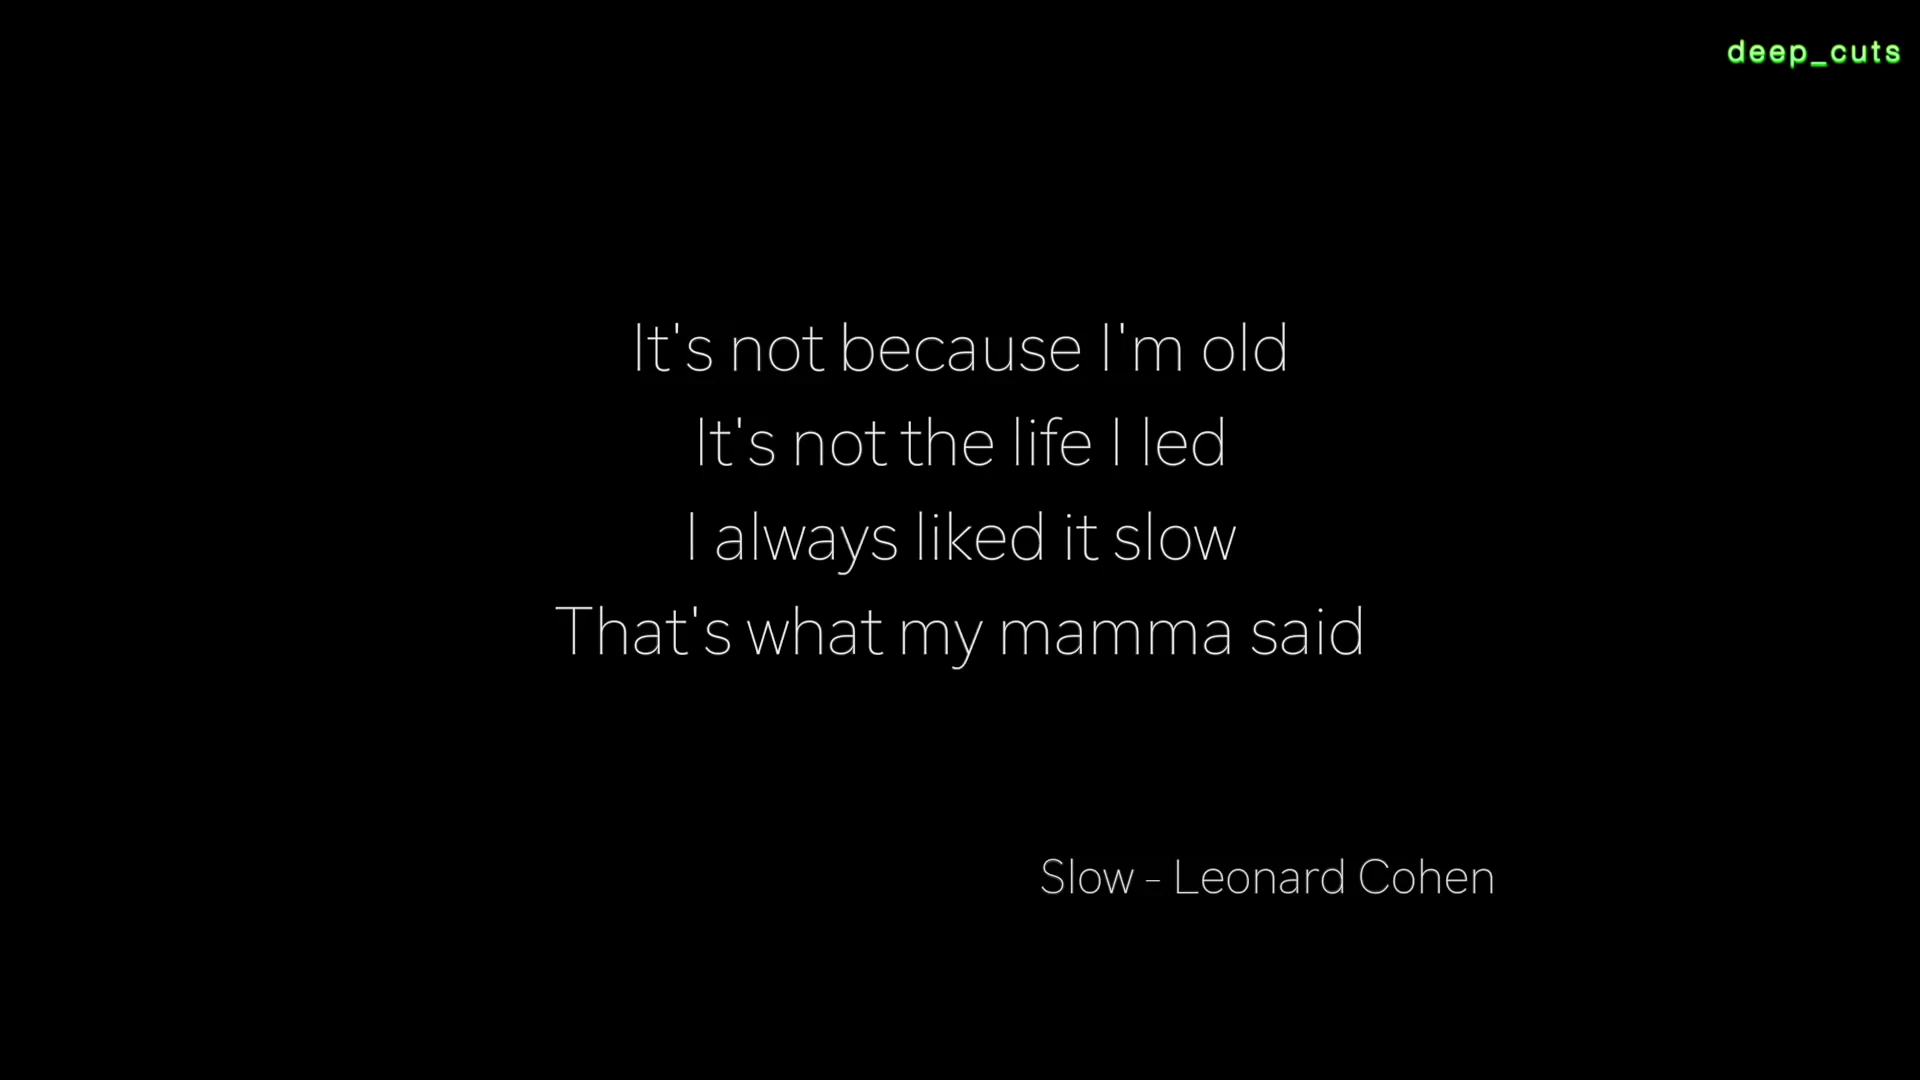 deep_cuts
It's not because I'm old
It's not the life I led
I always liked it slow
That's what my mamma said
Slow - Leonard Cohen